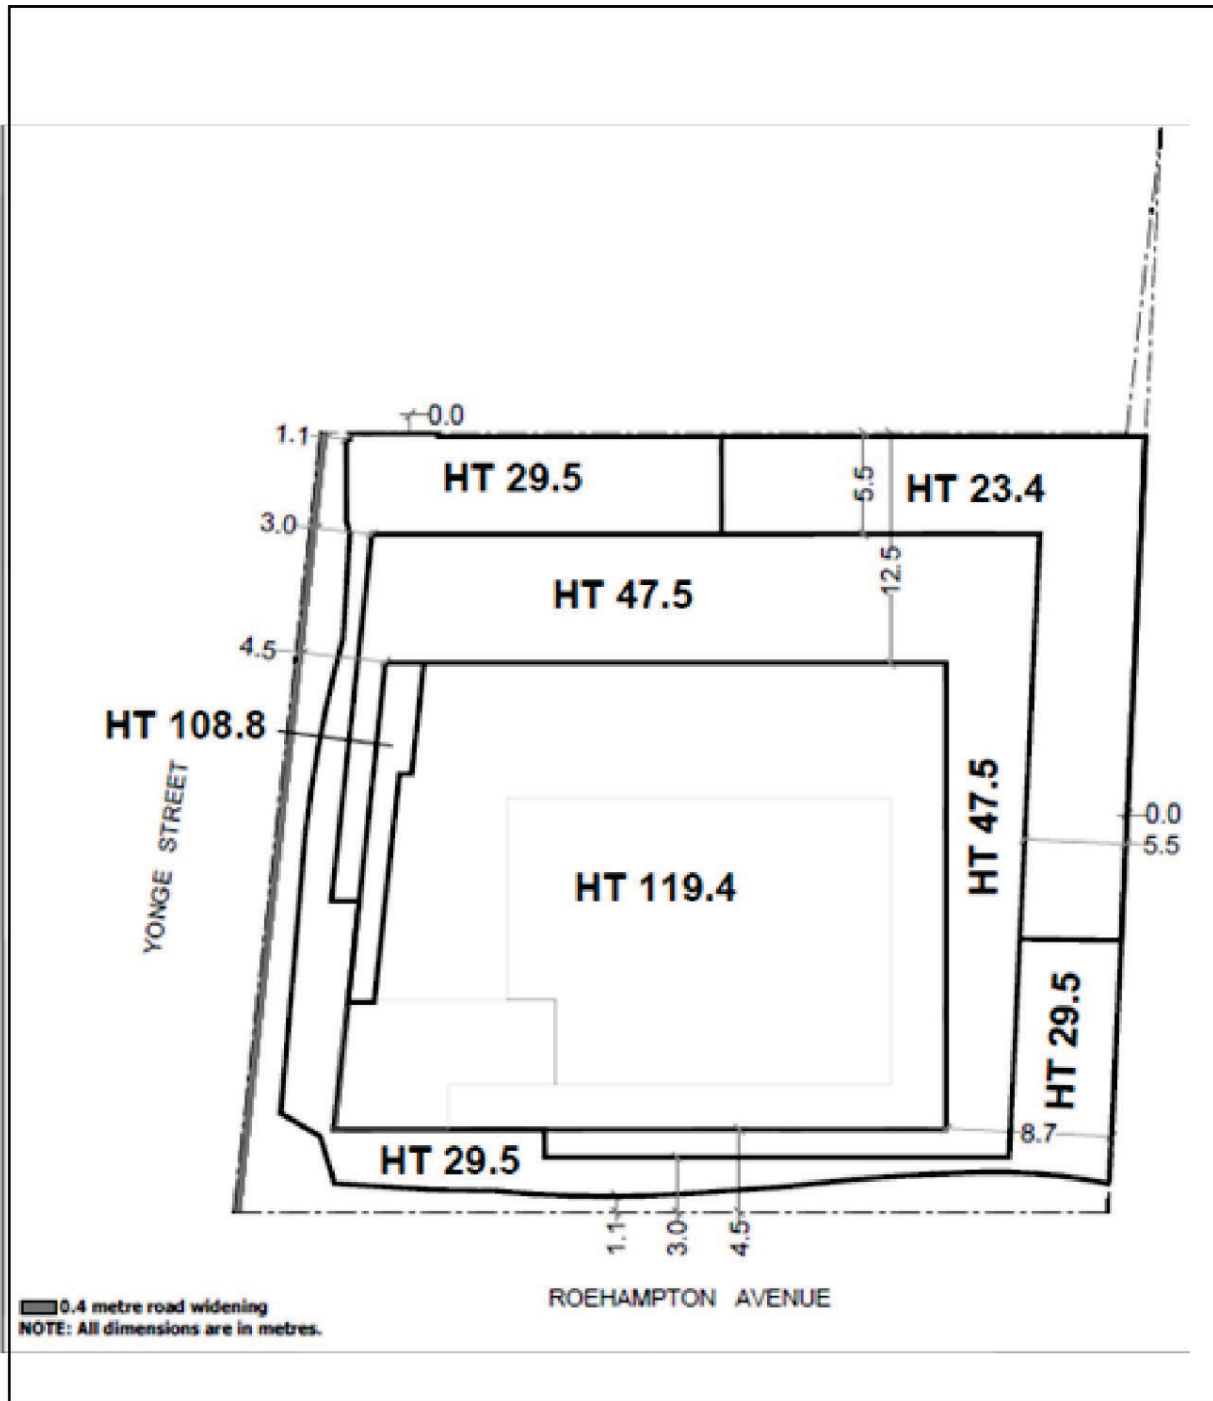 0.0
1.1
HT 29.5
5.5
HT 23.4
3.0
12.5
HT 47.5
4.5
HT 108.8
YONGE STREET
HT 47.5
0.0
5.5
HT 119.4
HT 29.5
8.7
HT 29.5
1.1
3.0
4.5
ROEHAMPTON AVENUE
0.4 metre road widening
NOTE: All dimensions are in metres.